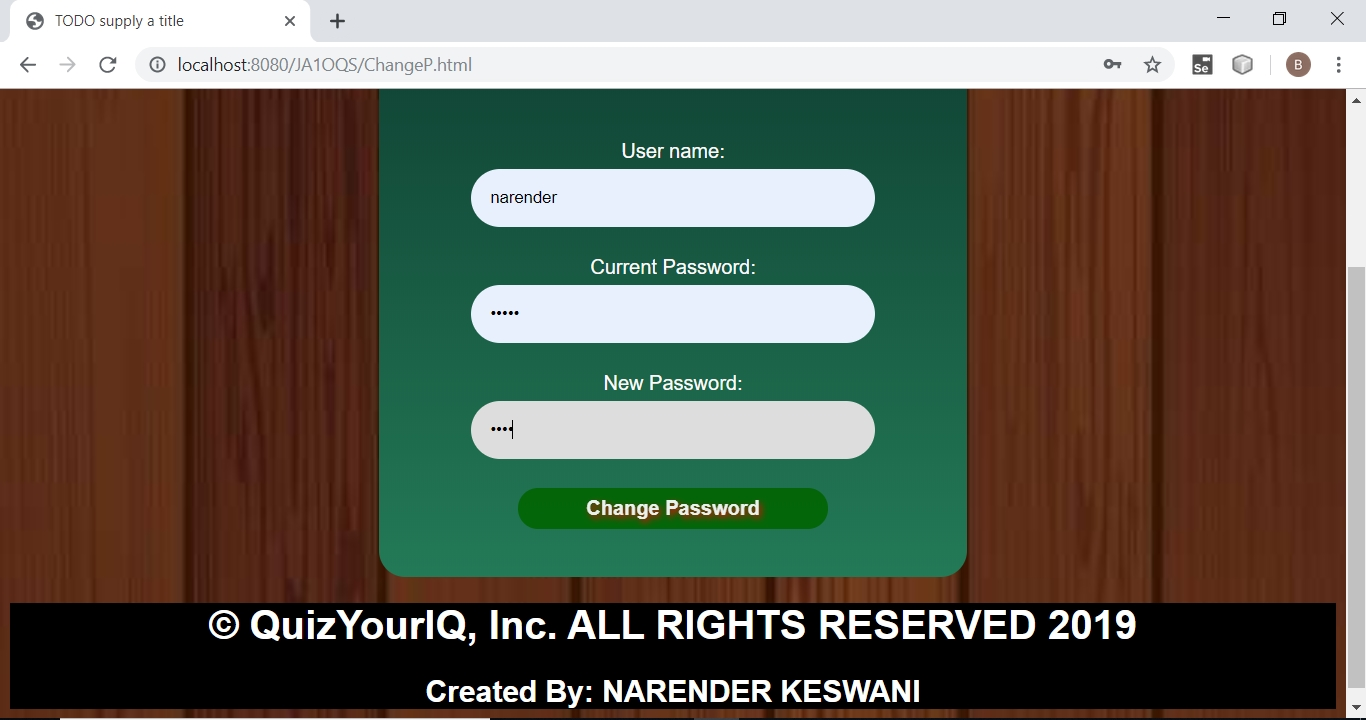 TODO supply a title
localhost:8080/JA1OQS/ChangeP.html
Se
B
User name:
narender
Current Password:
•••••
New Password:
••••
Change Password
© QuizYourIQ, Inc. ALL RIGHTS RESERVED 2019
Created By: NARENDER KESWANI